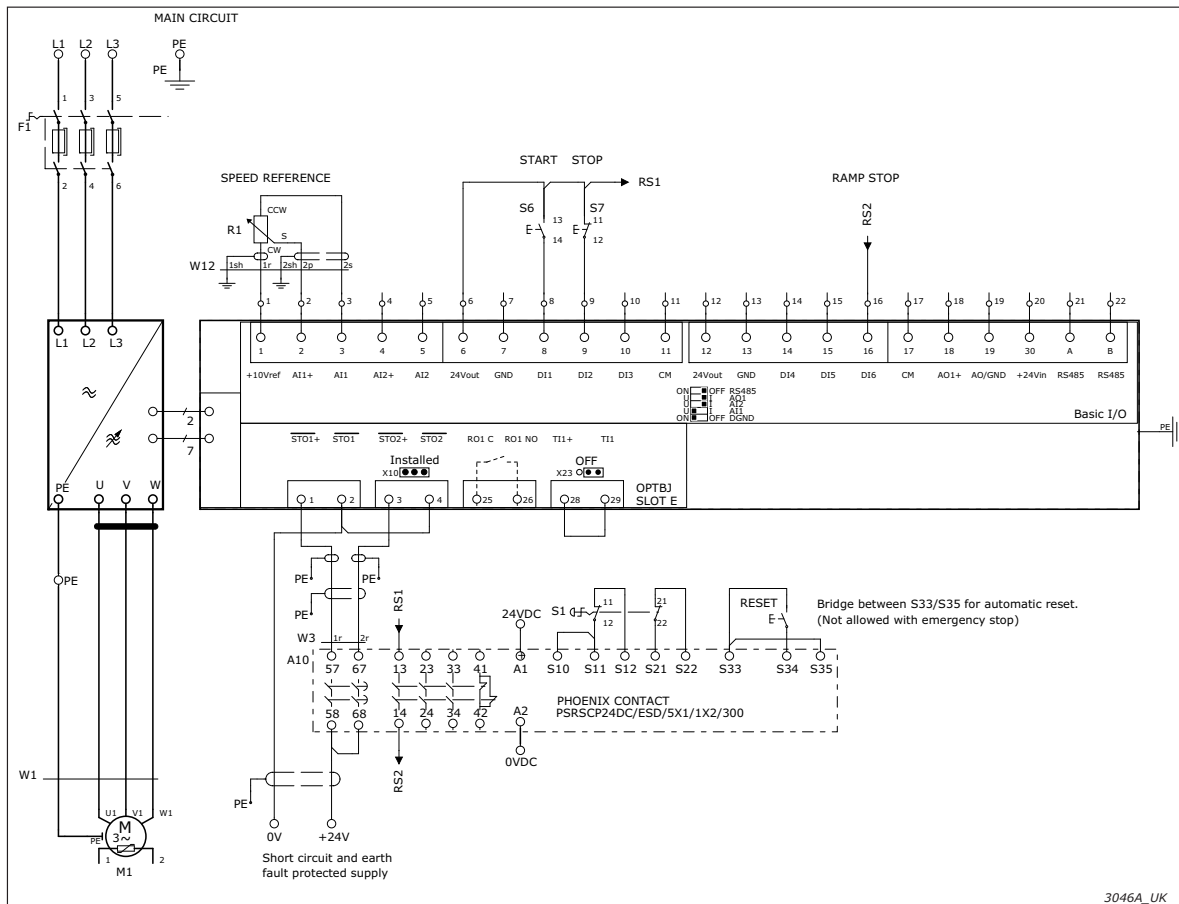 MAIN CIRCUIT
L1 L2 L3 PE
PE
1 3 5
F1
2 4 6
START STOP
SPEED REFERENCE
RS1
RAMP STOP
CCW
R1
S
CW
S6 S7
13 11
14 12
RS2
W12
1sh 1r 2sh 2p 2s
1 2 3 4 5 6 7 8 9 10 11 12 13 14 15 16 17 18 19 20 21 22
L1 L2 L3
1 2 3 4 5 6 7 8 9 10 11 12 13 14 15 16 17 18 19 30 A B
+10Vref AI1+ AI1 AI2+ AI2 24Vout GND DI1 DI2 DI3 CM 24Vout GND DI4 DI5 DI6 CM AO1+ AO/GND +24Vin RS485 RS485
ON OFF RS485
U I AO1
U I AI2
U I AI1
ON OFF DGND
Basic I/O
2
7
PE
STO1+ STO1 STO2+ STO2 RO1 C RO1 NO TI1+ TI1
Installed OFF
X10 X23
OPTBJ
SLOT E
PE U V W
1 2 3 4 25 26 28 29
PE
PE PE
PE
RS1
24VDC
S1
11 21
12 22
RESET
Bridge between S33/S35 for automatic reset.
(Not allowed with emergency stop)
W3
1r 2r
A10
57 67 13 23 33 41 A1 S10 S11 S12 S21 S22 S33 S34 S35
PHOENIX CONTACT
PSRSCP24DC/ESD/5X1/1X2/300
58 68 14 24 34 42 A2
0VDC
RS2
W1
PE
0V +24V
U1 V1 W1
M
3~
PE
1 2
M1
Short circuit and earth
fault protected supply
3046A_UK